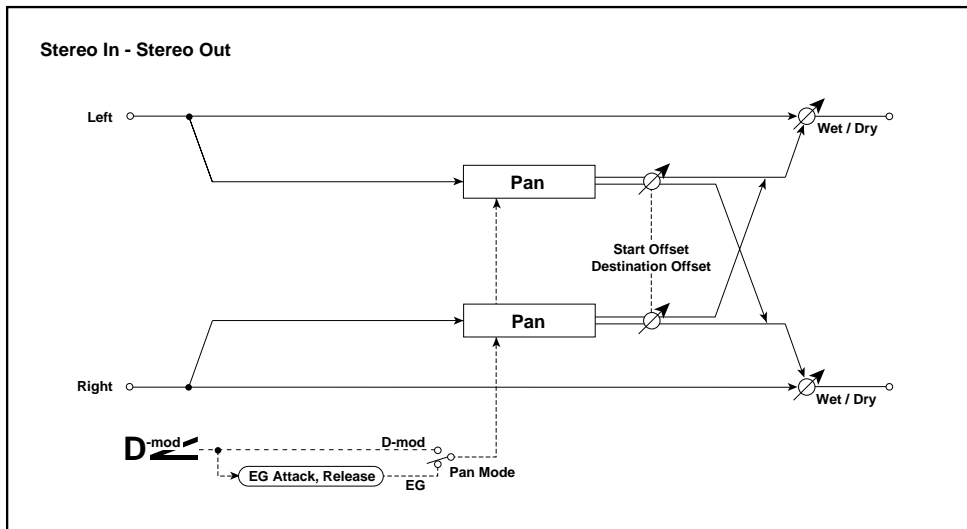 Stereo In - Stereo Out
Left
Wet / Dry
Pan
Start Offset
Destination Offset
Pan
Right
Wet / Dry
D-mod
D-mod
EG Attack, Release
EG
Pan Mode